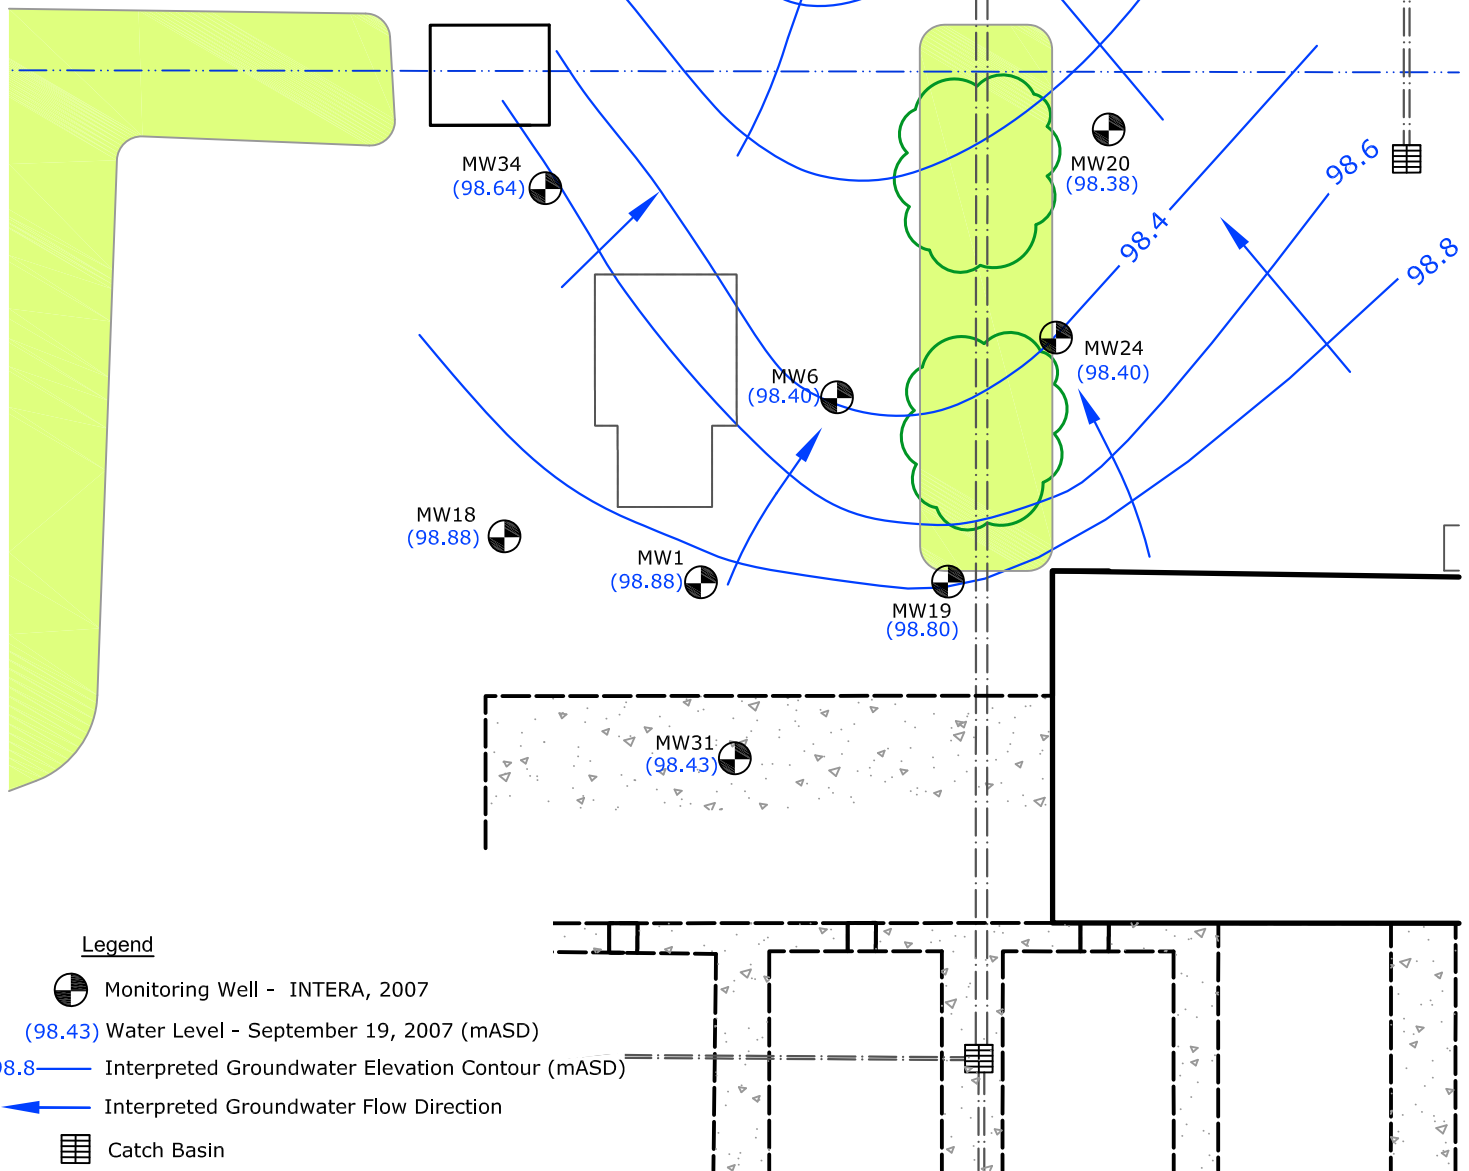 98.6
MW34
(98.64)
MW20
(98.38)
98.4
98.8
MW24
(98.40)
MW6
(98.40)
MW18
(98.88)
MW1
(98.88)
MW19
(98.80)
MW31
(98.43)
Legend
Monitoring Well - INTERA, 2007
(98.43) Water Level - September 19, 2007 (mASD)
98.8 Interpreted Groundwater Elevation Contour (mASD)
Interpreted Groundwater Flow Direction
Catch Basin